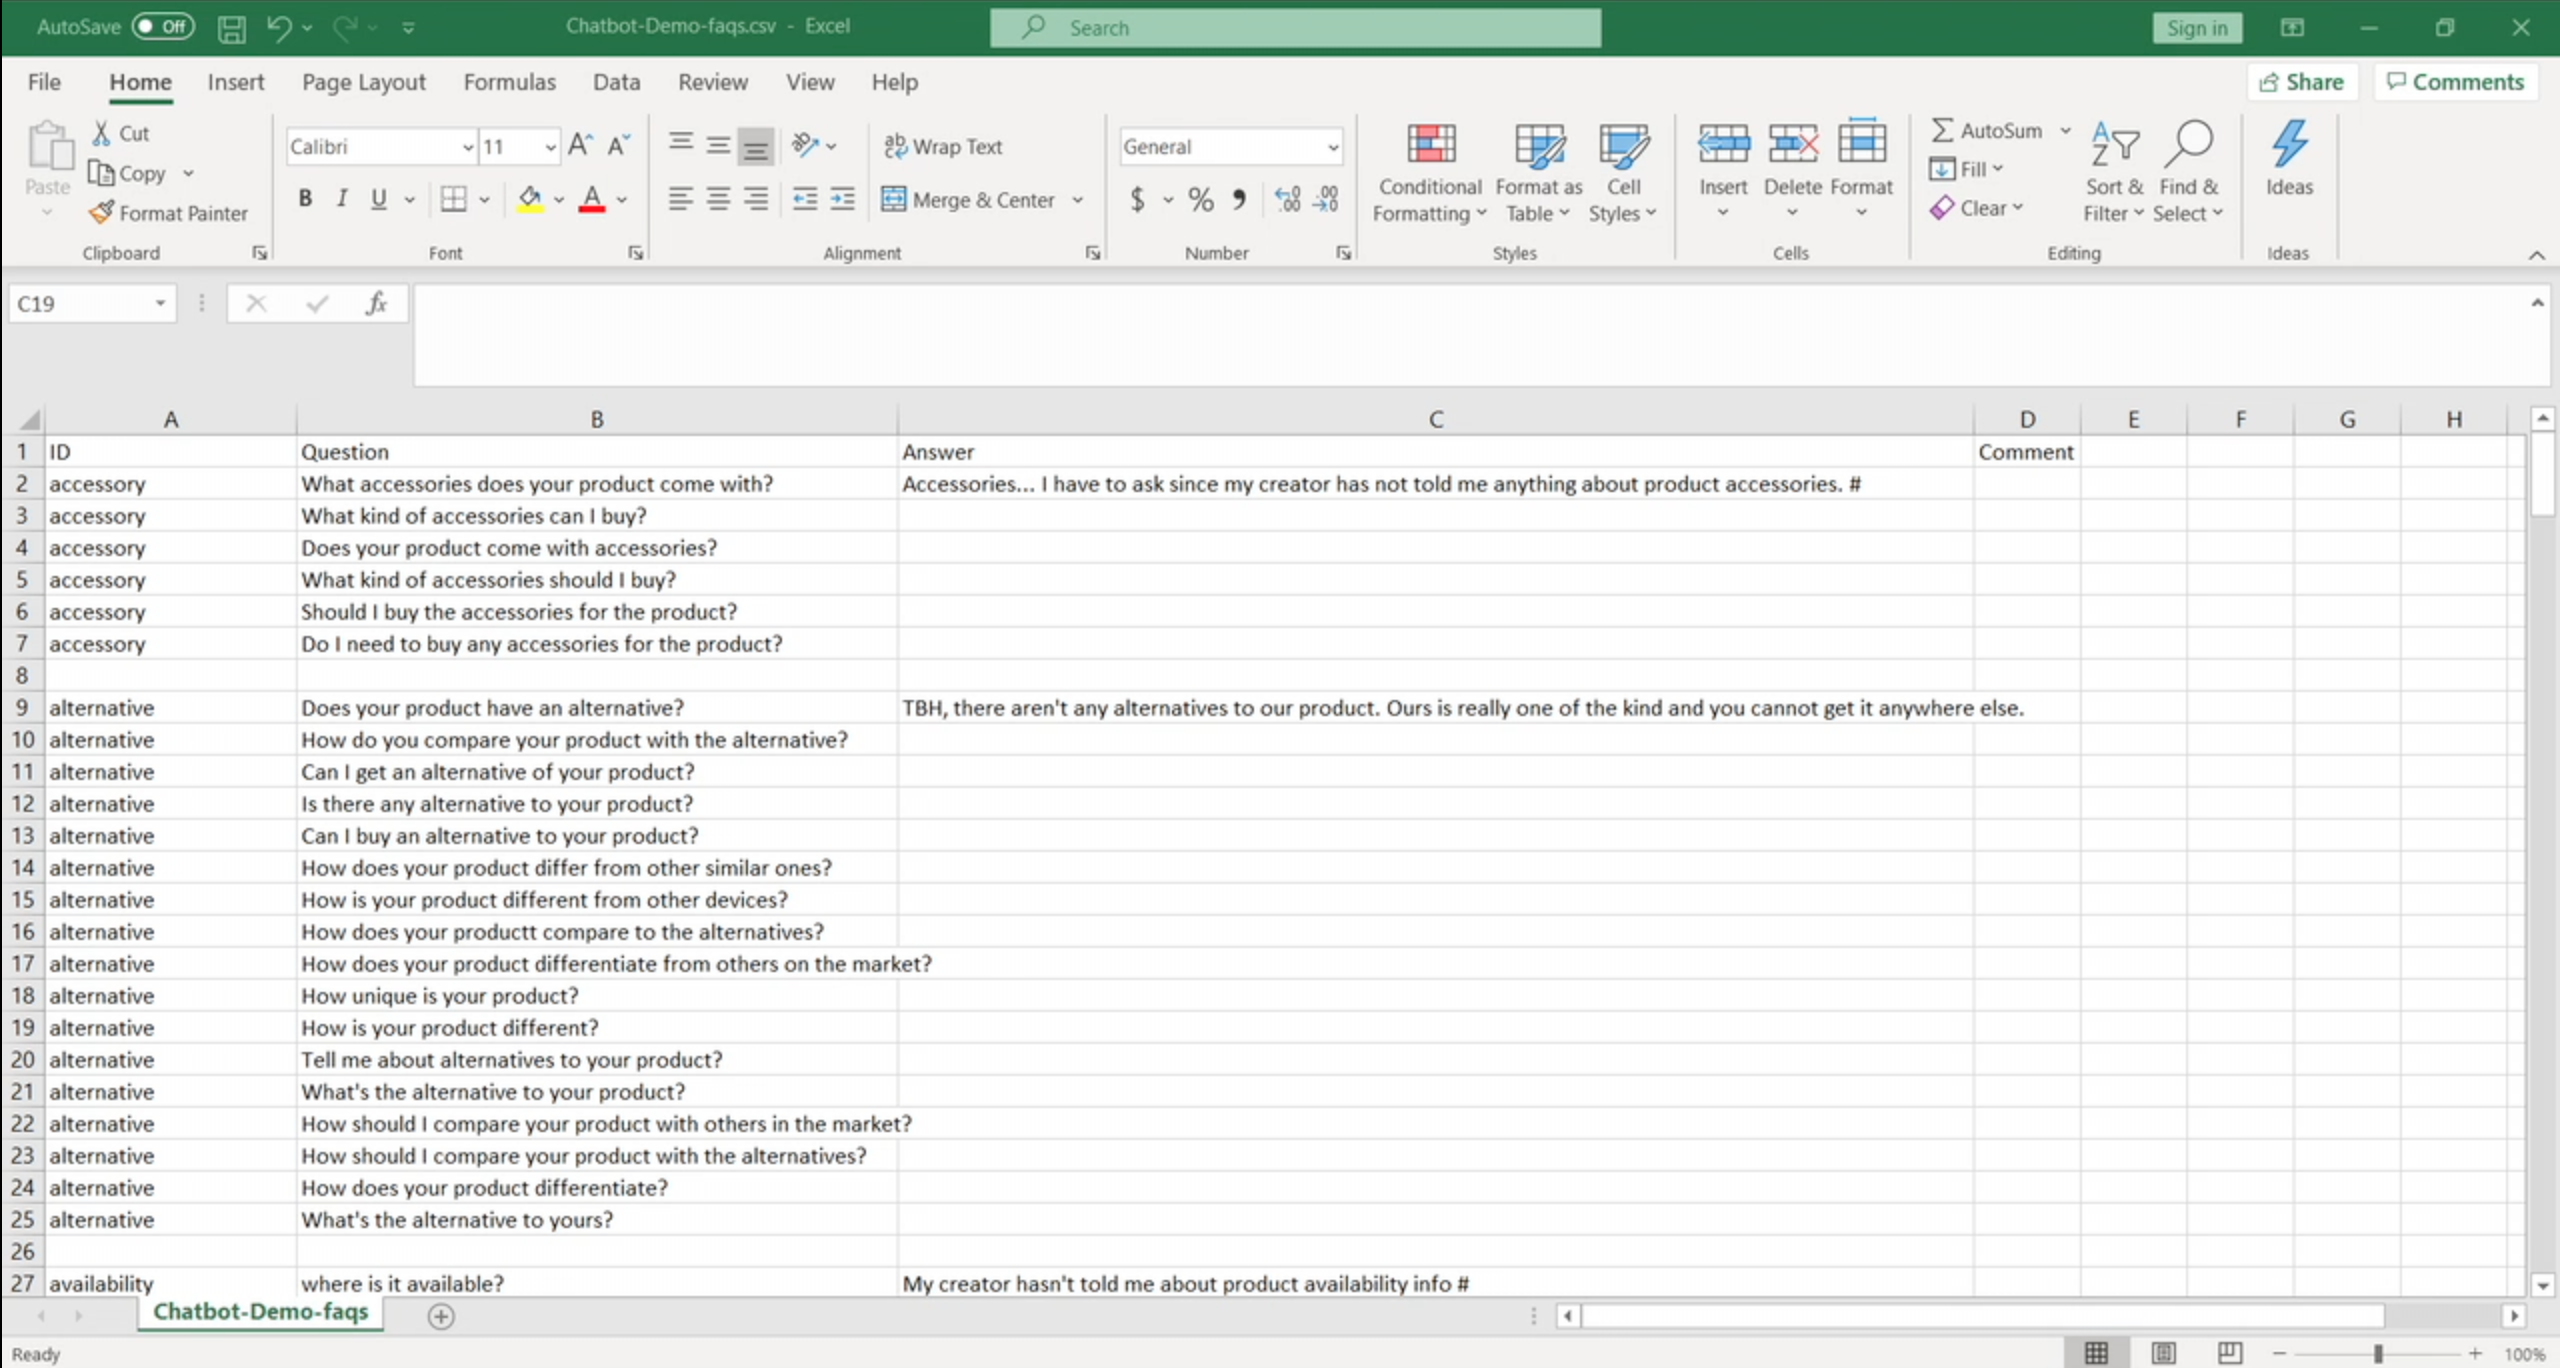 AutoSave Off Chatbot-Demo-faqs.csv - Excel Search Sign in
File Home Insert Page Layout Formulas Data Review View Help Share Comments
Paste Cut Copy Format Painter
Clipboard
Calibri 11 A A
B I U A
Font
ab Wrap Text
Merge & Center
Alignment
General
$ % , .00 .00
Number
Conditional Formatting Format as Table Cell Styles
Styles
Insert Delete Format
Cells
AutoSum
Fill
Clear
Sort & Filter Find & Select
Editing
Ideas
Ideas
C19 fx
A B C D E F G H
1 ID Question Answer Comment
2 accessory What accessories does your product come with? Accessories... I have to ask since my creator has not told me anything about product accessories. #
3 accessory What kind of accessories can I buy?
4 accessory Does your product come with accessories?
5 accessory What kind of accessories should I buy?
6 accessory Should I buy the accessories for the product?
7 accessory Do I need to buy any accessories for the product?
8
9 alternative Does your product have an alternative? TBH, there aren't any alternatives to our product. Ours is really one of the kind and you cannot get it anywhere else.
10 alternative How do you compare your product with the alternative?
11 alternative Can I get an alternative of your product?
12 alternative Is there any alternative to your product?
13 alternative Can I buy an alternative to your product?
14 alternative How does your product differ from other similar ones?
15 alternative How is your product different from other devices?
16 alternative How does your productt compare to the alternatives?
17 alternative How does your product differentiate from others on the market?
18 alternative How unique is your product?
19 alternative How is your product different?
20 alternative Tell me about alternatives to your product?
21 alternative What's the alternative to your product?
22 alternative How should I compare your product with others in the market?
23 alternative How should I compare your product with the alternatives?
24 alternative How does your product differentiate?
25 alternative What's the alternative to yours?
26
27 availability where is it available? My creator hasn't told me about product availability info #
Chatbot-Demo-faqs
Ready 100%